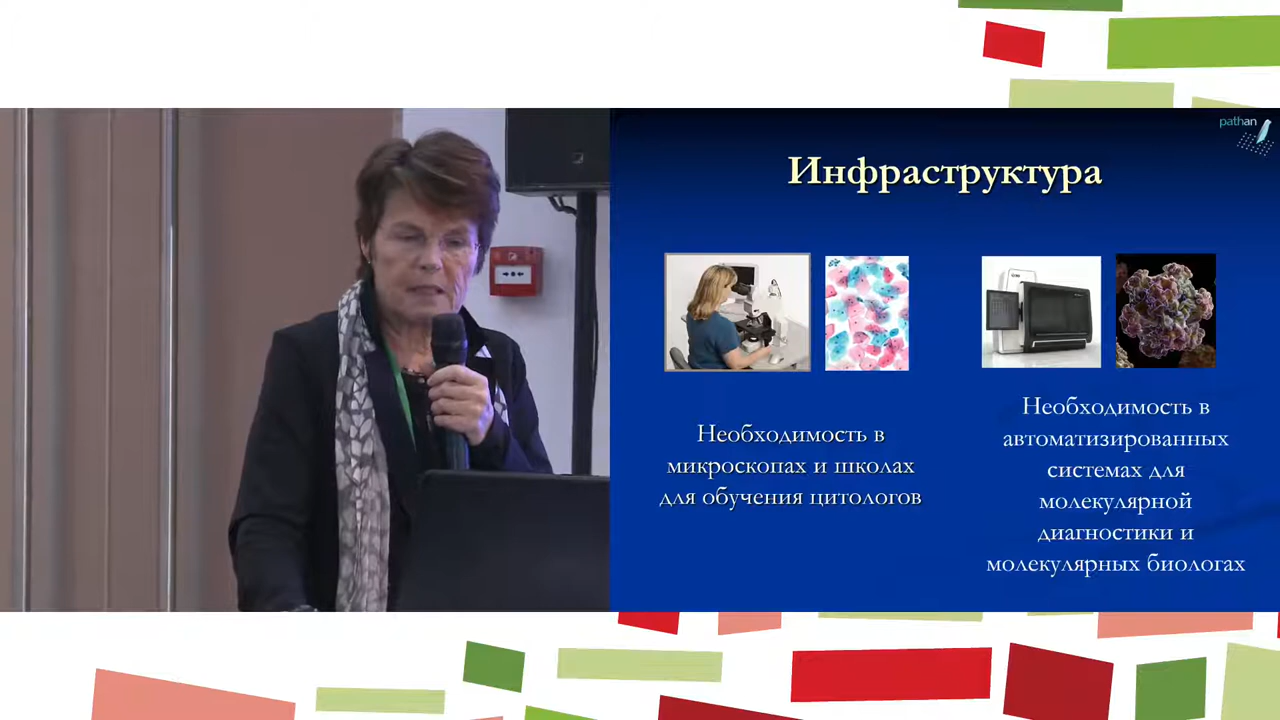 pathan
Инфраструктура
Необходимость в
микроскопах и школах
для обучения цитологов
Необходимость в
автоматизированных
системах для
молекулярной
диагностики и
молекулярных биологах